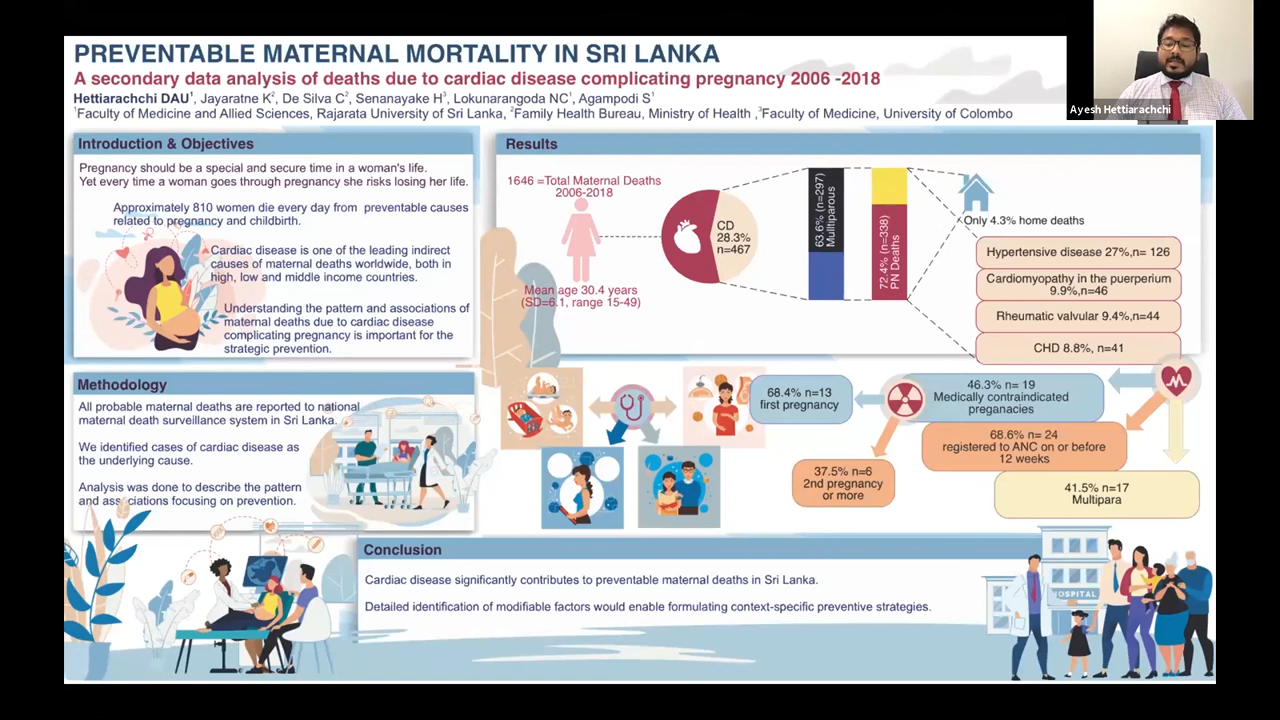 PREVENTABLE MATERNAL MORTALITY IN SRI LANKA
A secondary data analysis of deaths due to cardiac disease complicating pregnancy 2006 -2018
Hettiarachchi DAU¹, Jayaratne K², De Silva C², Senanayake H³, Lokunarangoda NC¹, Agampodi S¹
¹Faculty of Medicine and Allied Sciences, Rajarata University of Sri Lanka, ²Family Health Bureau, Ministry of Health ,³Faculty of Medicine, University of Colombo
Ayesh Hettiarachchi
Introduction & Objectives
Pregnancy should be a special and secure time in a woman's life.
Yet every time a woman goes through pregnancy she risks losing her life.
Approximately 810 women die every day from preventable causes
related to pregnancy and childbirth.
Cardiac disease is one of the leading indirect
causes of maternal deaths worldwide, both in
high, low and middle income countries.
Understanding the pattern and associations of
maternal deaths due to cardiac disease
complicating pregnancy is important for the
strategic prevention.
Methodology
All probable maternal deaths are reported to national
maternal death surveillance system in Sri Lanka.
We identified cases of cardiac disease as
the underlying cause.
Analysis was done to describe the pattern
and associations focusing on prevention.
Results
1646 =Total Maternal Deaths
2006-2018
Mean age 30.4 years
(SD=6.1, range 15-49)
CD
28.3%
n=467
63.6% (n=297)
Mulltiparous
72.4% (n=338)
PN Deaths
Only 4.3% home deaths
Hypertensive disease 27%,n= 126
Cardiomyopathy in the puerperium
9.9%,n=46
Rheumatic valvular 9.4%,n=44
CHD 8.8%, n=41
68.4% n=13
first pregnancy
46.3% n= 19
Medically contraindicated
preganacies
68.6% n= 24
registered to ANC on or before
12 weeks
37.5% n=6
2nd pregnancy
or more
41.5% n=17
Multipara
Conclusion
Cardiac disease significantly contributes to preventable maternal deaths in Sri Lanka.
Detailed identification of modifiable factors would enable formulating context-specific preventive strategies.
HOSPITAL